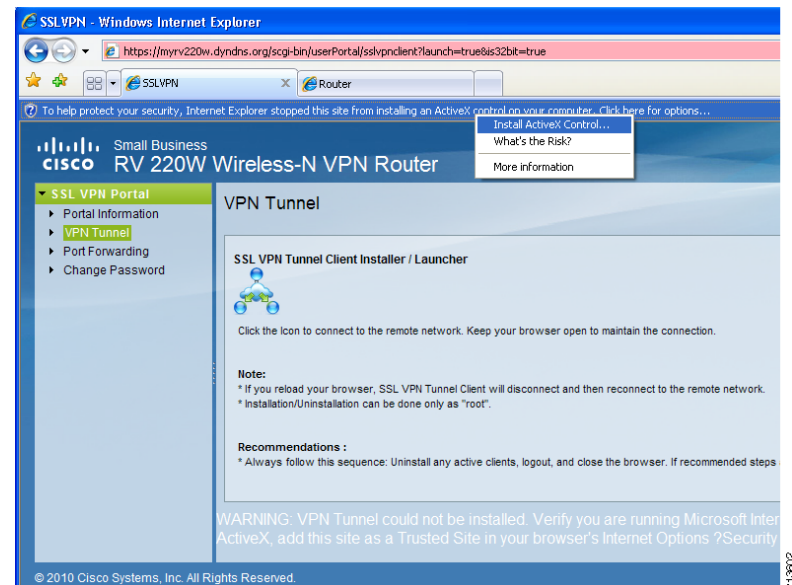 SSLVPN - Windows Internet Explorer
https://myrv220w.dyndns.org/scgi-bin/userPortal/sslvpnclient?launch=true&is32bit=true
SSLVPN X Router
To help protect your security, Internet Explorer stopped this site from installing an ActiveX control on your computer. Click here for options...
Install ActiveX Control...
What's the Risk?
More information
Small Business
CISCO RV 220W Wireless-N VPN Router
SSL VPN Portal
Portal Information
VPN Tunnel
Port Forwarding
Change Password
VPN Tunnel
SSL VPN Tunnel Client Installer / Launcher
Click the Icon to connect to the remote network. Keep your browser open to maintain the connection.
Note:
* If you reload your browser, SSL VPN Tunnel Client will disconnect and then reconnect to the remote network.
* Installation/Uninstallation can be done only as "root".
Recommendations :
* Always follow this sequence: Uninstall any active clients, logout, and close the browser. If recommended steps
WARNING: VPN Tunnel could not be installed. Verify you are running Microsoft Inter
ActiveX, add this site as a Trusted Site in your browser's Internet Options ?Security
© 2010 Cisco Systems, Inc. All Rights Reserved.